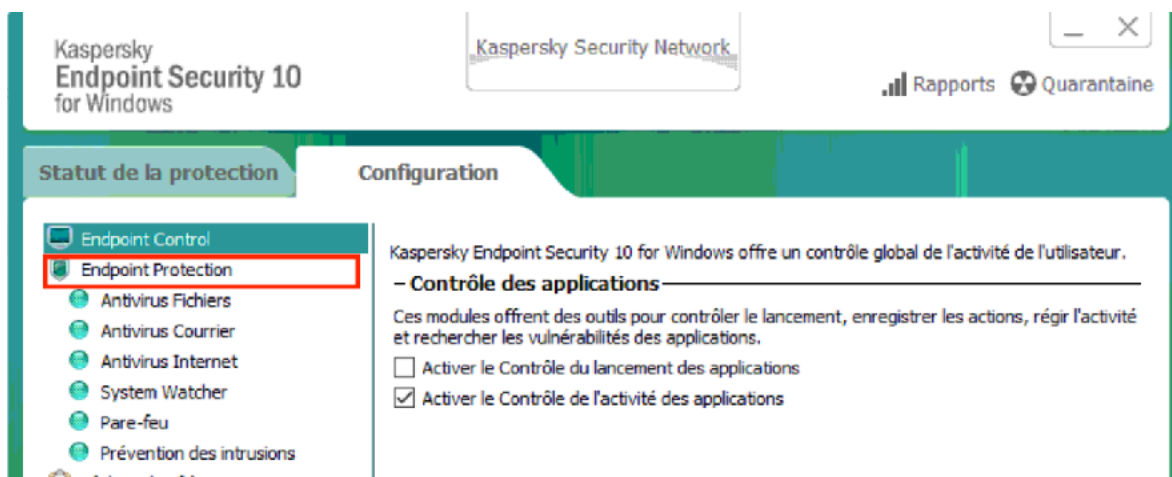 Kaspersky
Endpoint Security 10
for Windows
Kaspersky Security Network
Rapports
Quarantaine
Statut de la protection
Configuration
Endpoint Control
Endpoint Protection
Antivirus Fichiers
Antivirus Courrier
Antivirus Internet
System Watcher
Pare-feu
Prévention des intrusions
Kaspersky Endpoint Security 10 for Windows offre un contrôle global de l'activité de l'utilisateur.
– Contrôle des applications
Ces modules offrent des outils pour contrôler le lancement, enregistrer les actions, régir l'activité
et rechercher les vulnérabilités des applications.
Activer le Contrôle du lancement des applications
Activer le Contrôle de l'activité des applications